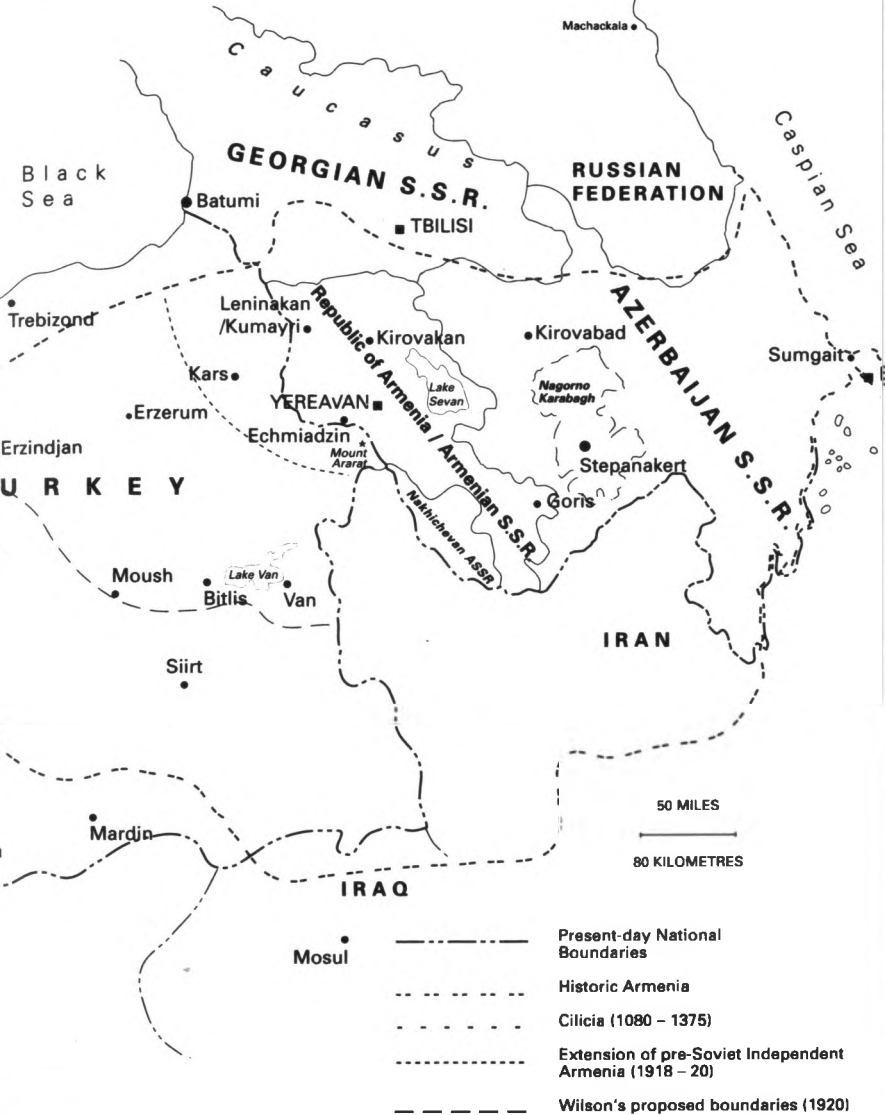 Machackala
Caucasus
Caspian Sea
Black
Sea
GEORGIAN S.S.R.
RUSSIAN
FEDERATION
Batumi
TBILISI
Trebizond
Leninakan
/Kumayri
Republic of Armenia / Armenian S.S.R
Kirovakan
Kirovabad
AZERBAIJAN S.S.R.
Sumgait
Kars
Lake
Sevan
Nagorno
Karabagh
Erzerum
YEREAVAN
Echmiadzin
Mount
Ararat
Erzindjan
Stepanakert
URKEY
Goris
Nakhichevan ASSR
Moush
Lake Van
Bitlis
Van
IRAN
Siirt
50 MILES
80 KILOMETRES
Mardin
IRAQ
Mosul
Present-day National
Boundaries
Historic Armenia
Cilicia (1080 – 1375)
Extension of pre-Soviet Independent
Armenia (1918 – 20)
Wilson's proposed boundaries (1920)